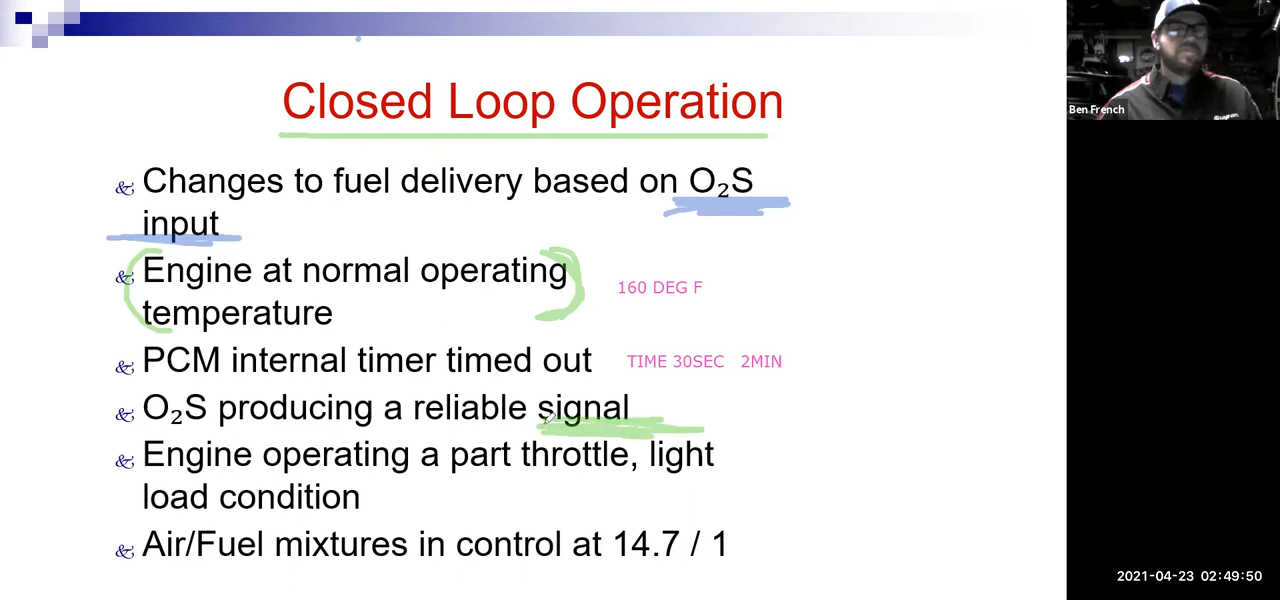 Closed Loop Operation
Changes to fuel delivery based on O₂S
input
Engine at normal operating
temperature
160 DEG F
PCM internal timer timed out TIME 30SEC 2MIN
O₂S producing a reliable signal
Engine operating a part throttle, light
load condition
Air/Fuel mixtures in control at 14.7 / 1
Ben French
2021-04-23 02:49:50